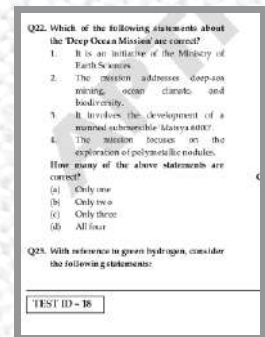 Q22. Which of the following statements about
the 'Deep Ocean Mission' are correct?
1. It is an initiative of the Ministry of
Earth Sciences
2. The mission addresses deep-sea
mining, ocean climate, and
biodiversity.
3. It involves the development of a
manned submersible 'Matsya 6000'.
4. The mission focuses on the
exploration of polymetallic nodules.
How many of the above statements are
correct?
(a) Only one
(b) Only two
(c) Only three
(d) All four
Q23. With reference to green hydrogen, consider
the following statements:
TEST ID – 18